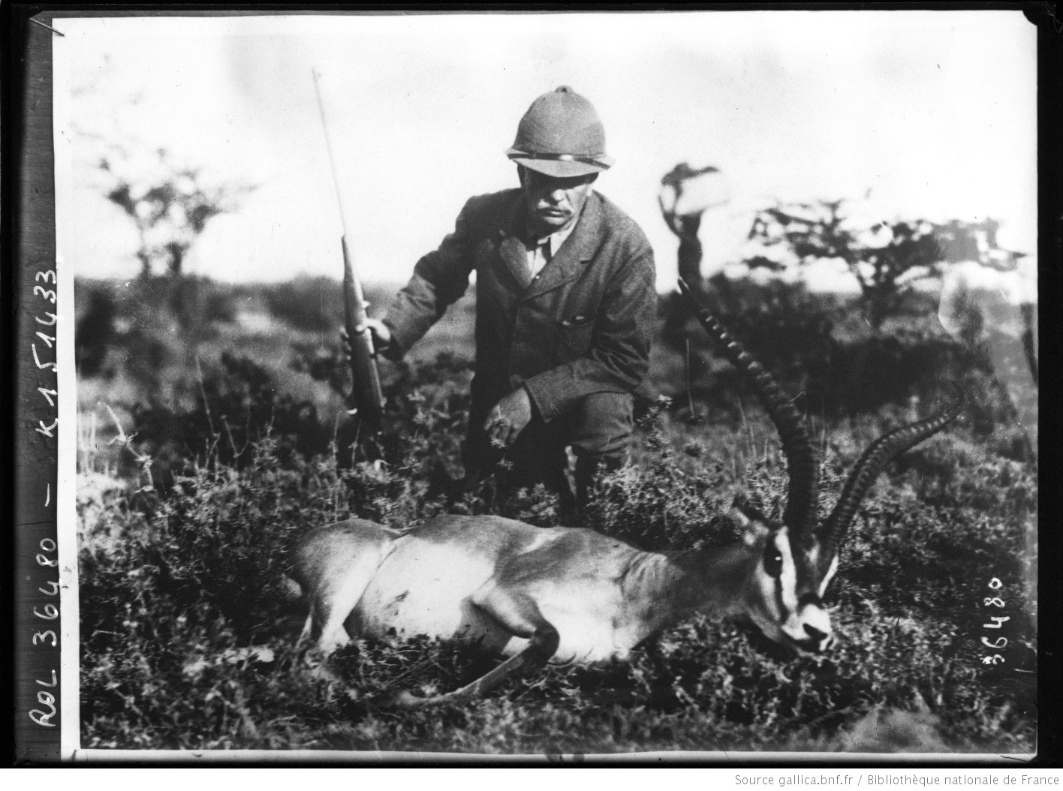 ROL 36480 - K 151433
36480
Source gallica.bnf.fr / Bibliothèque nationale de France